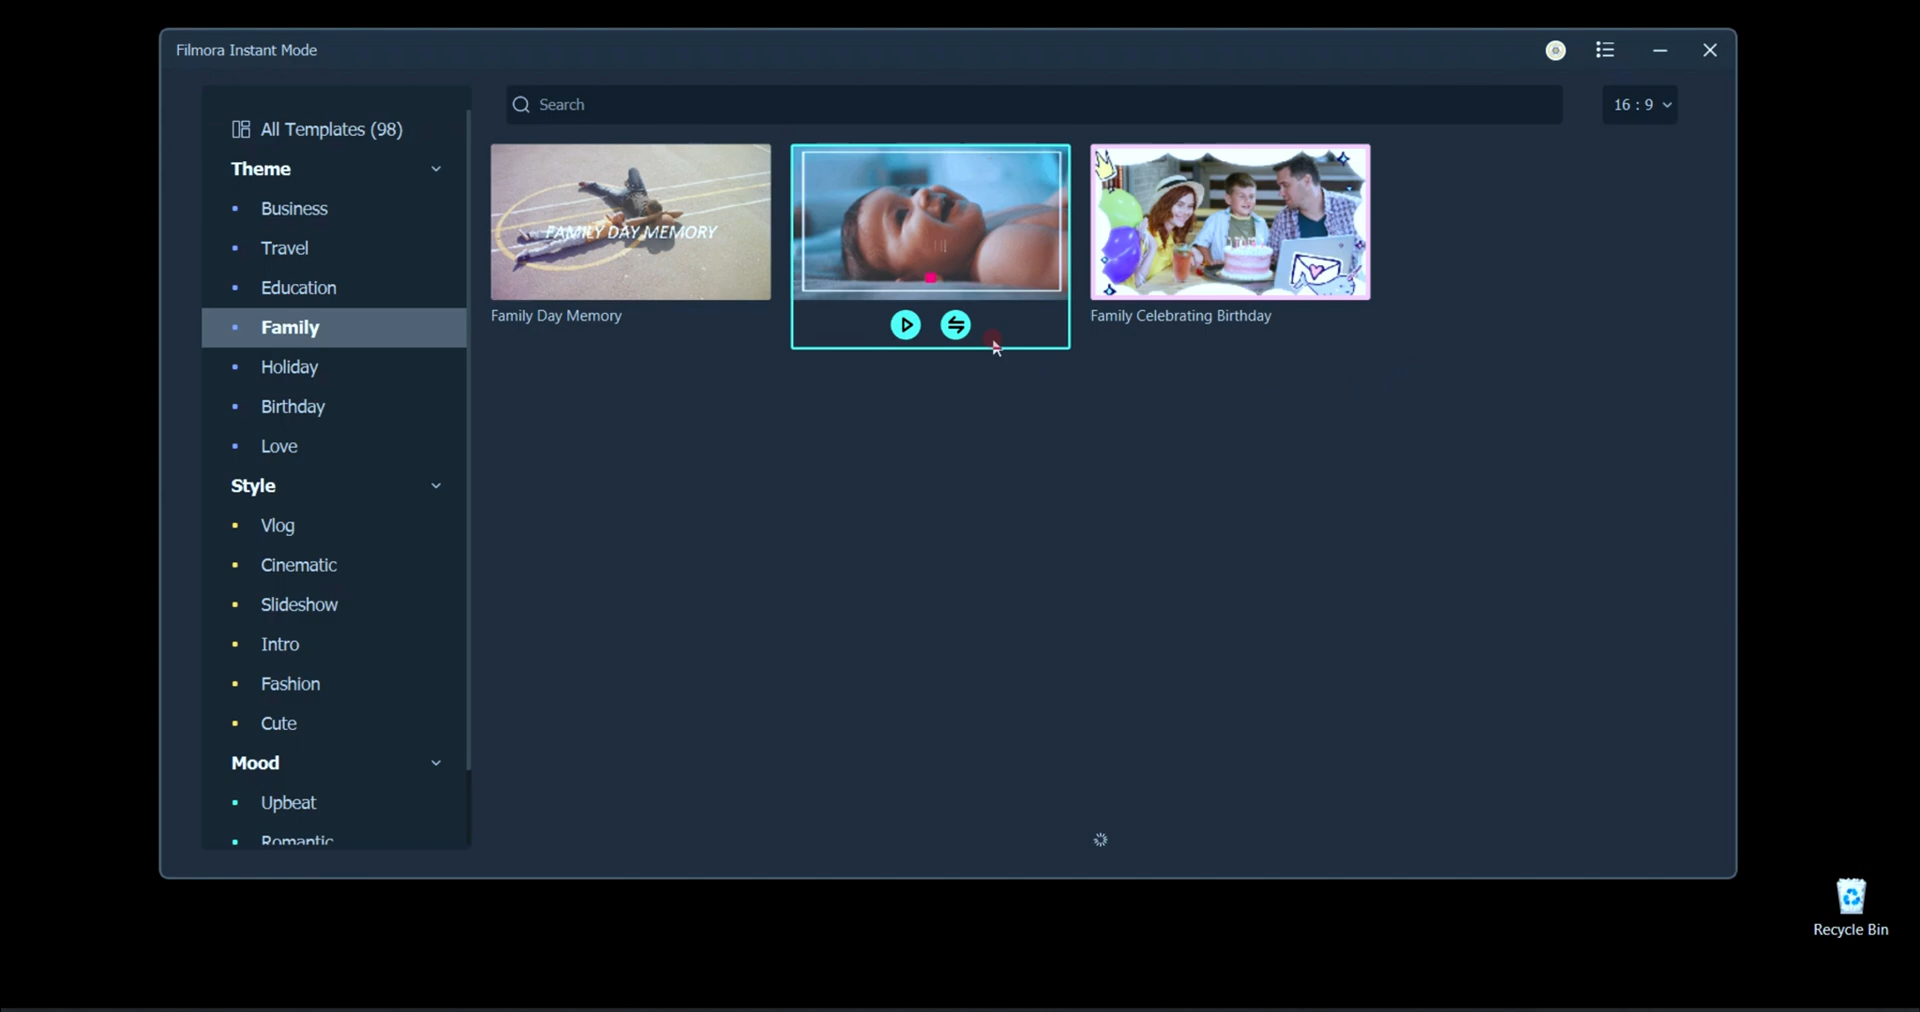 Filmora Instant Mode
Search
16 : 9
All Templates (98)
Theme
Business
Travel
Education
Family
Holiday
Birthday
Love
Style
Vlog
Cinematic
Slideshow
Intro
Fashion
Cute
Mood
Upbeat
Romantic
FAMILY DAY MEMORY
Family Day Memory
Family Celebrating Birthday
Recycle Bin